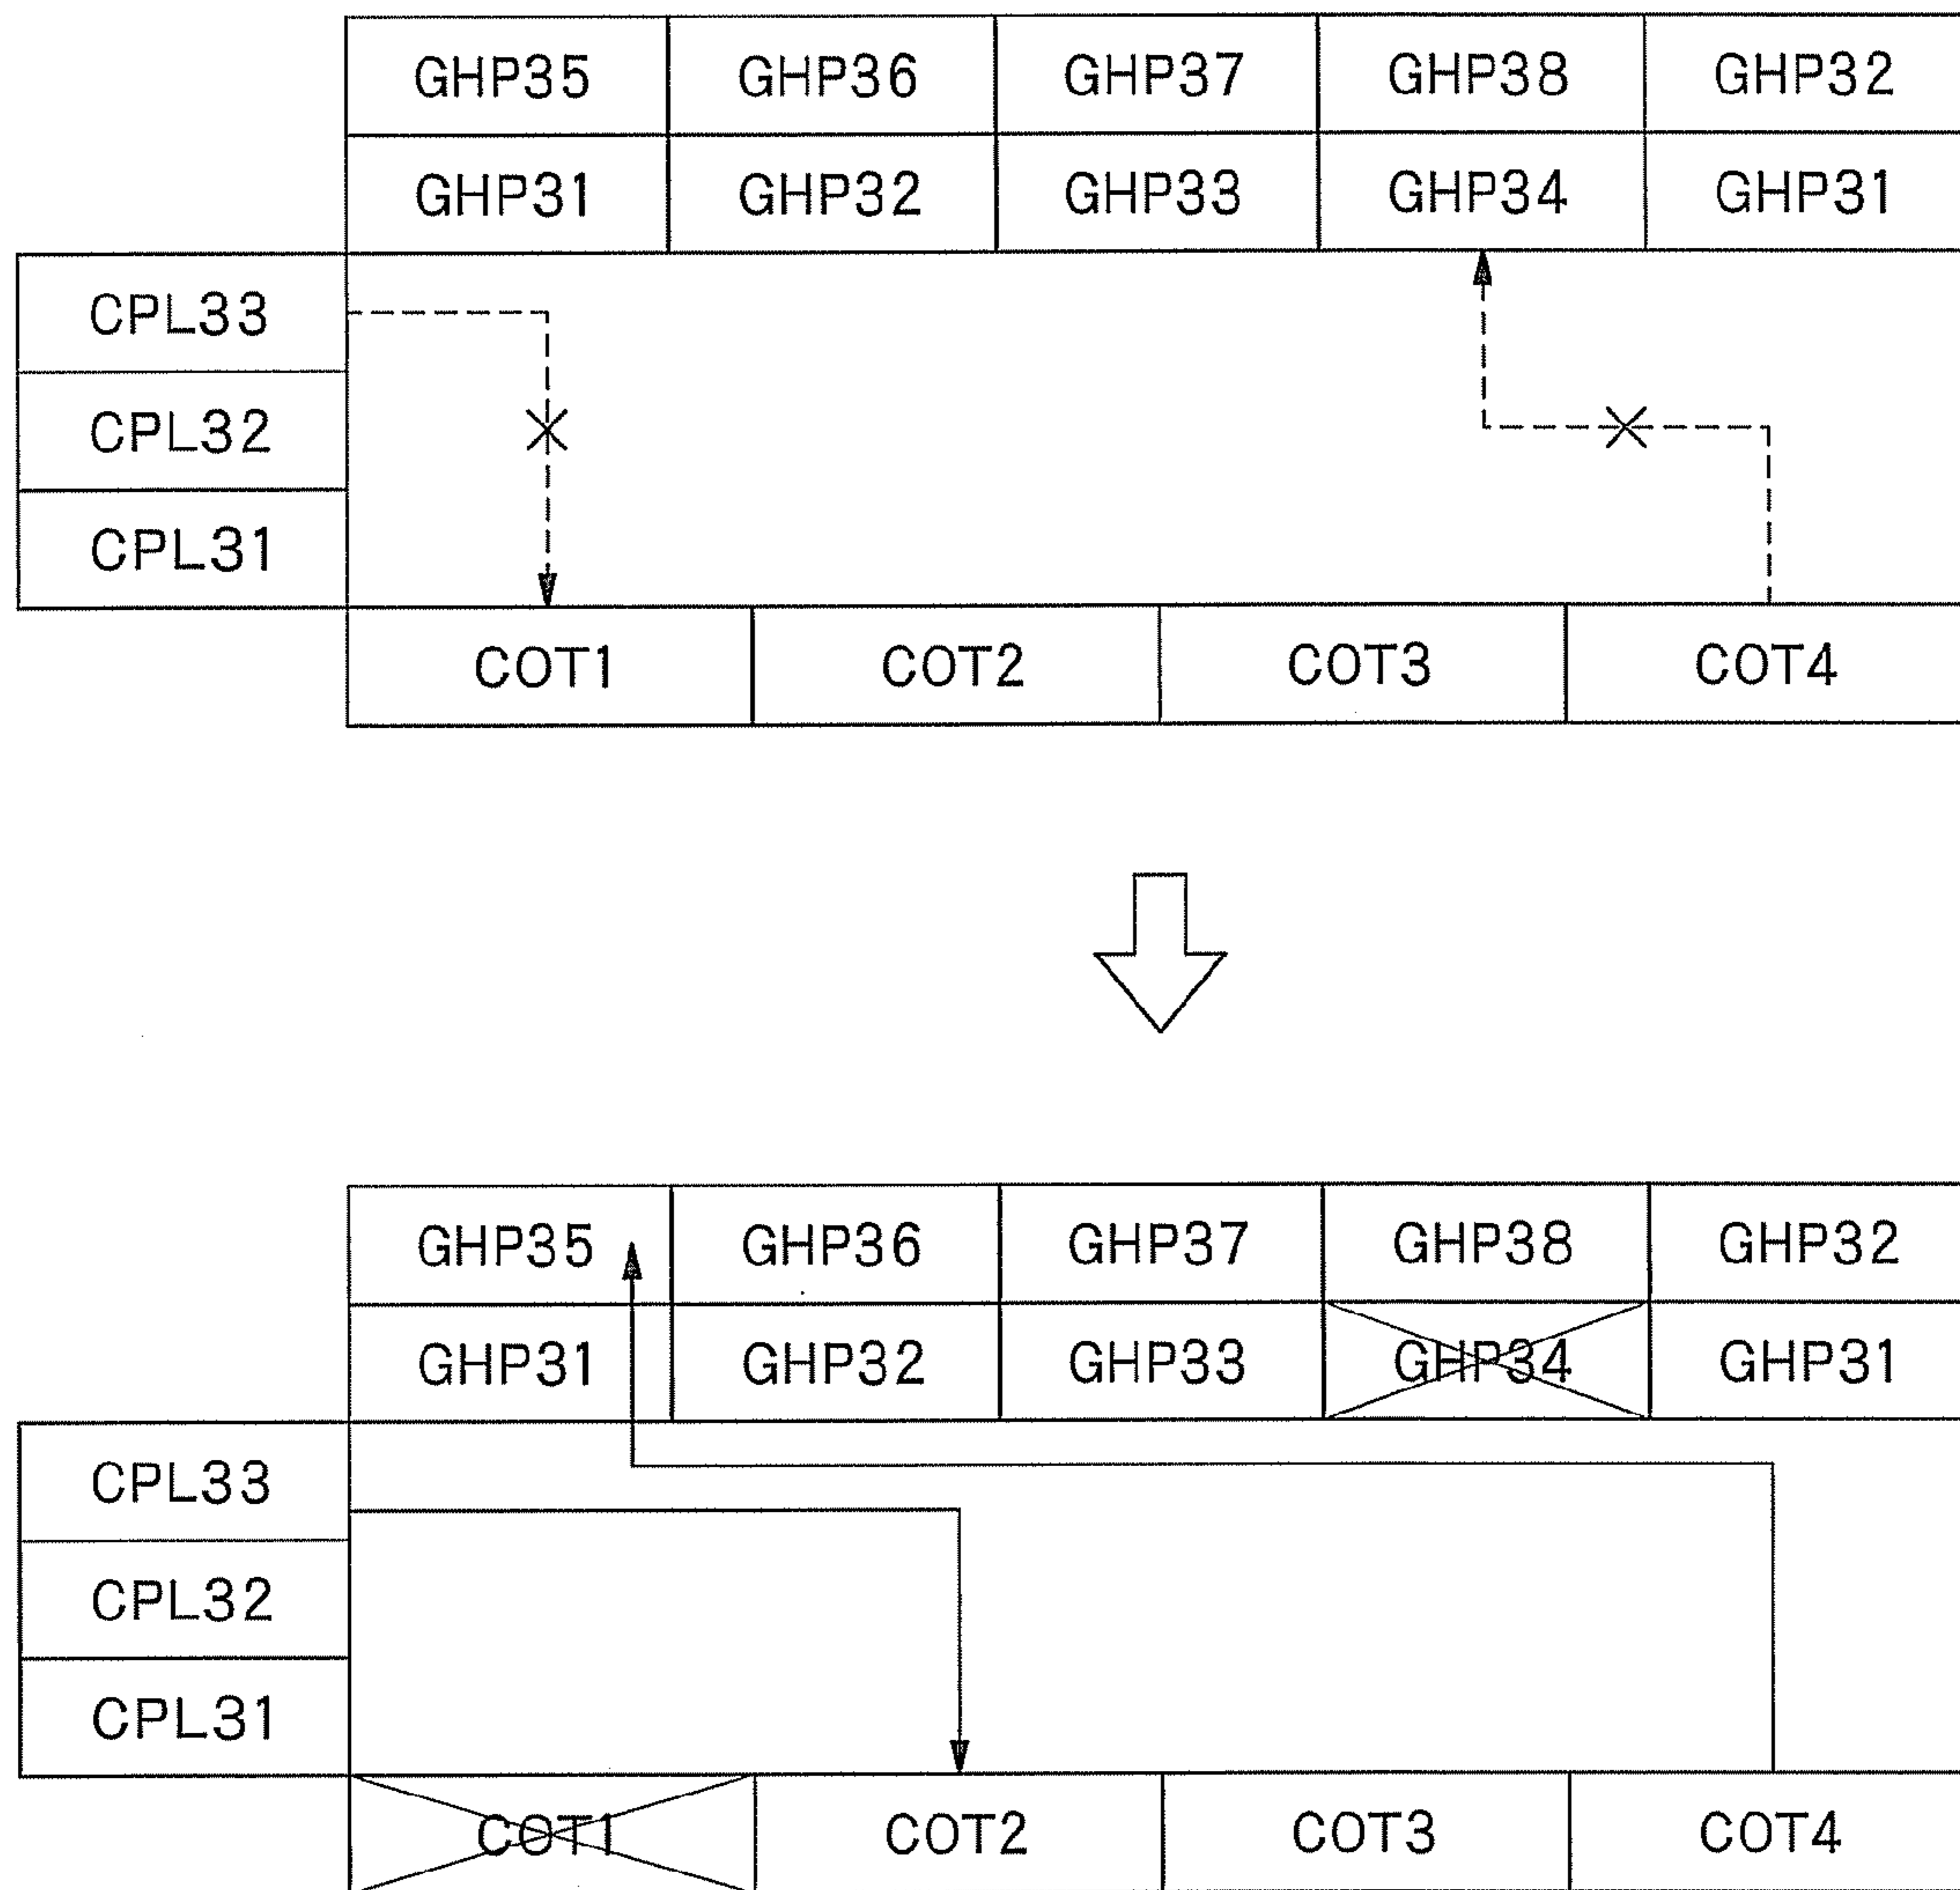 GHP35 GHP36 GHP37 GHP38 GHP32
GHP31 GHP32 GHP33 GHP34 GHP31
CPL33
CPL32
CPL31
COT1 COT2 COT3 COT4
GHP35 GHP36 GHP37 GHP38 GHP32
GHP31 GHP32 GHP33 GHP34 GHP31
CPL33
CPL32
CPL31
COT1 COT2 COT3 COT4